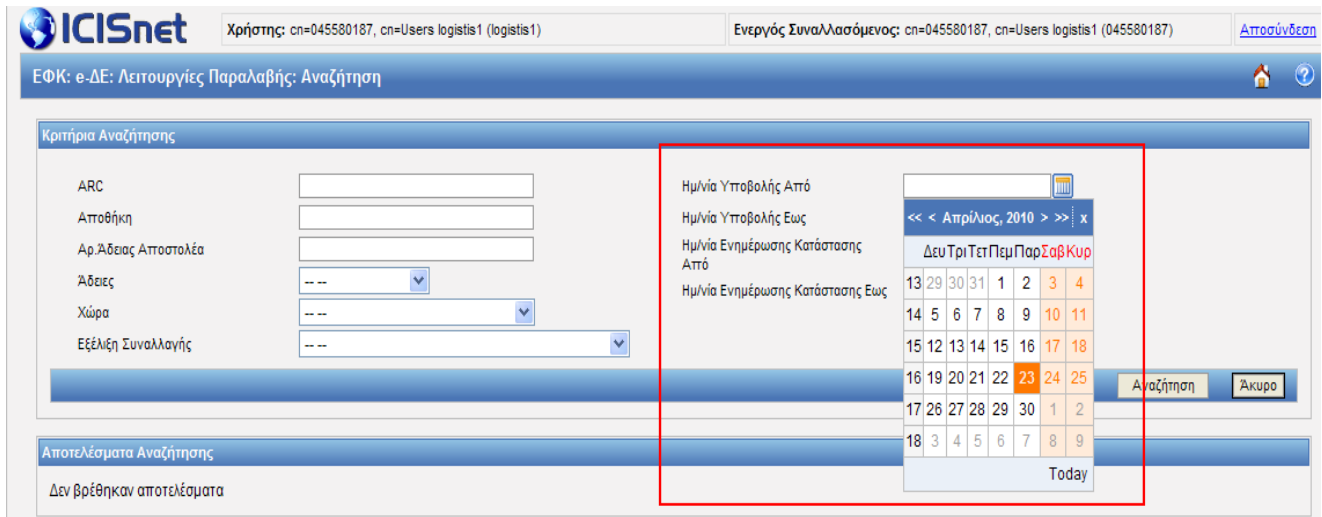 ICISnet
Χρήστης: cn=045580187, cn=Users logistis1 (logistis1)
Ενεργός Συναλλασόμενος: cn=045580187, cn=Users logistis1 (045580187)
Αποσύνδεση
ΕΦΚ: e-ΔΕ: Λειτουργίες Παραλαβής: Αναζήτηση
Κριτήρια Αναζήτησης
ARC
Αποθήκη
Αρ.Άδειας Αποστολέα
Άδειες
-- --
Χώρα
-- --
Εξέλιξη Συναλλαγής
-- --
Ημ/νία Υποβολής Από
Ημ/νία Υποβολής Εως
Ημ/νία Ενημέρωσης Κατάστασης
Από
Ημ/νία Ενημέρωσης Κατάστασης Εως
<< < Απρίλιος, 2010 > >> x
Δευ Τρι Τετ Πεμ Παρ Σαβ Κυρ
13 29 30 31 1 2 3 4
14 5 6 7 8 9 10 11
15 12 13 14 15 16 17 18
16 19 20 21 22 23 24 25
17 26 27 28 29 30 1 2
18 3 4 5 6 7 8 9
Today
Αναζήτηση
Άκυρο
Αποτελέσματα Αναζήτησης
Δεν βρέθηκαν αποτελέσματα